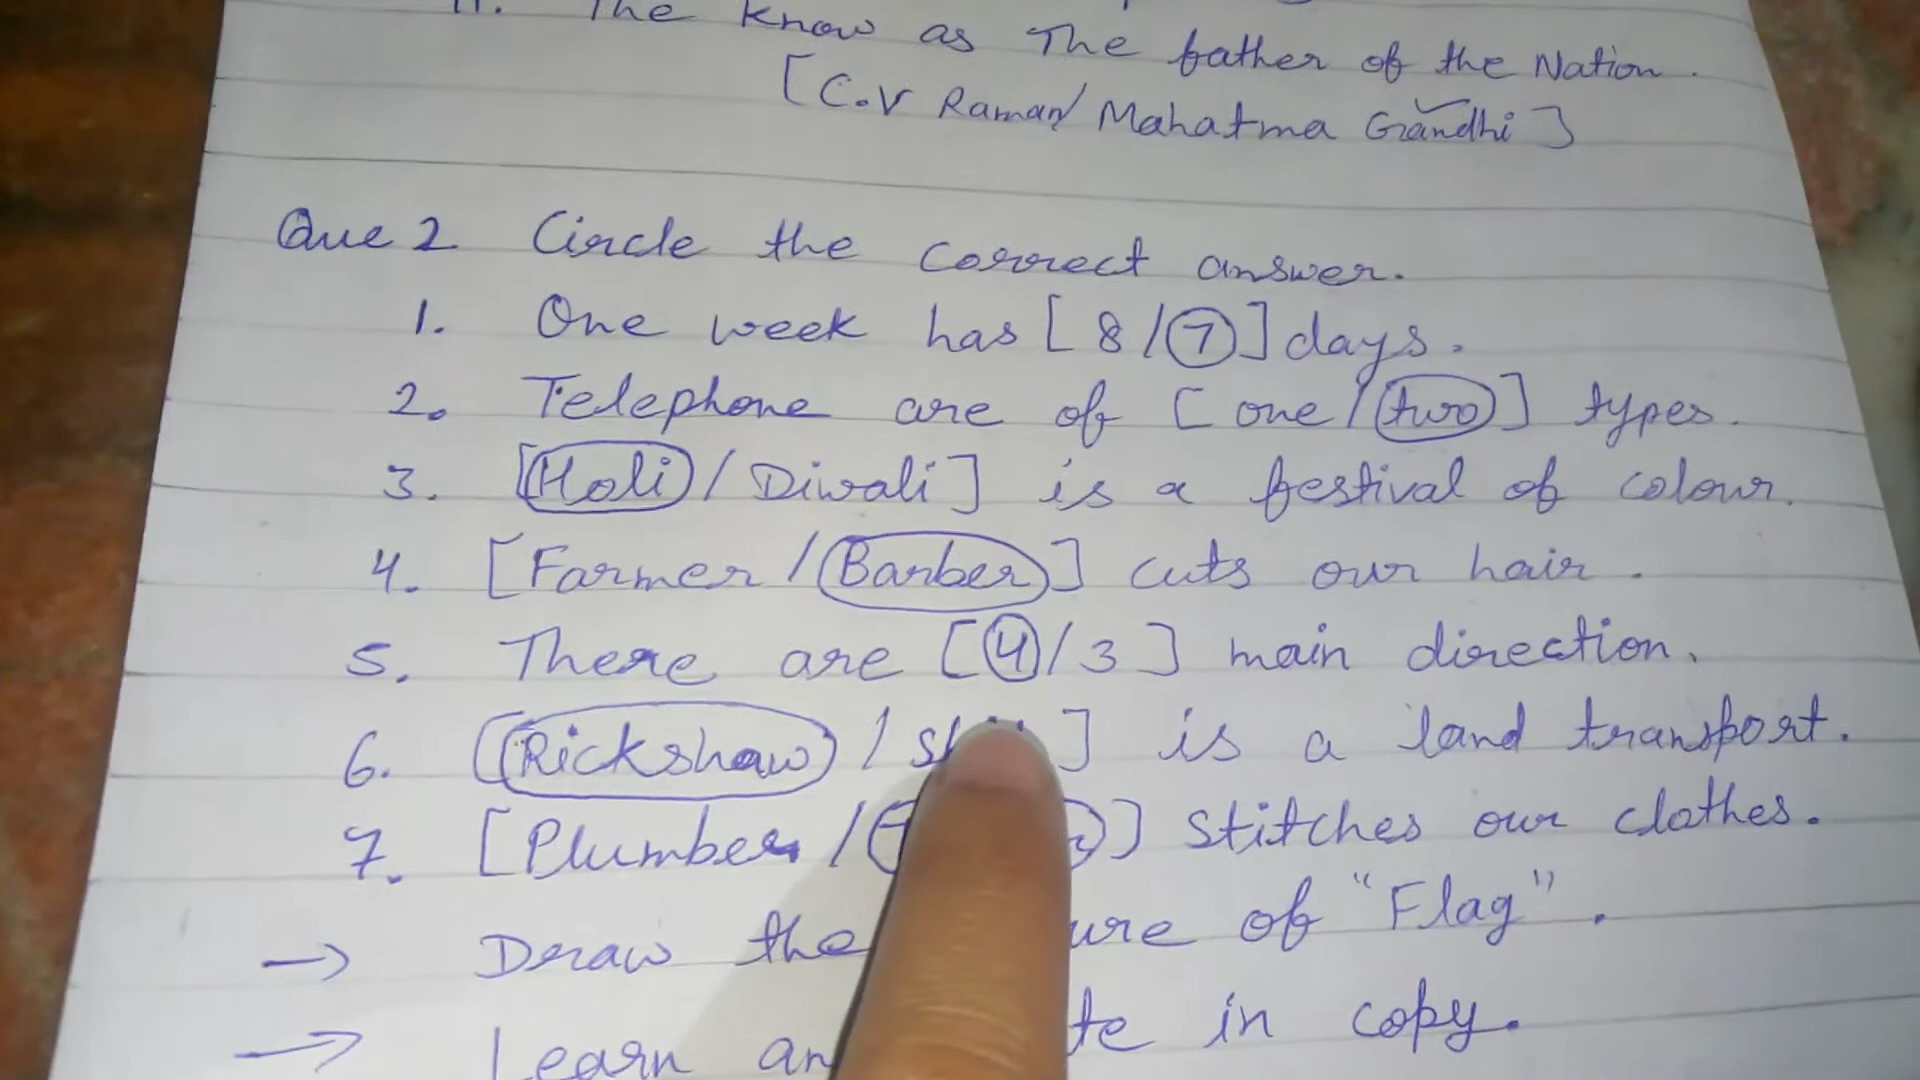 11. The know as The father of the Nation.
[C.V Raman/ Mahatma Gandhi]
Que 2 Circle the correct answer.
1. One week has [8/7] days.
2. Telephone are of [one/two] types.
3. [Holi/Diwali] is a festival of colour.
4. [Farmer/Barber] cuts our hair.
5. There are [4/3] main direction.
6. [Rickshaw/ ] is a land transport.
7. [Plumber/ ] stitches our clothes.
→ Draw the of "Flag".
→ Learn in copy.